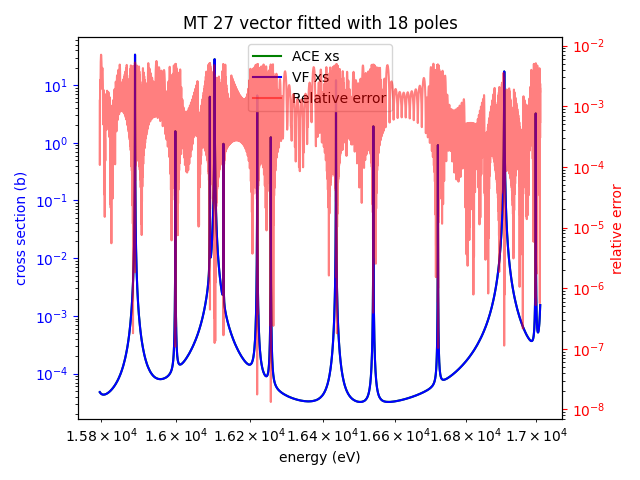 MT 27 vector fitted with 18 poles
ACE xs
VF xs
Relative error
cross section (b)
10¹
10⁰
10⁻¹
10⁻²
10⁻³
10⁻⁴
relative error
10⁻²
10⁻³
10⁻⁴
10⁻⁵
10⁻⁶
10⁻⁷
10⁻⁸
1.58×10⁴ 1.6×10⁴ 1.62×10⁴ 1.64×10⁴ 1.66×10⁴ 1.68×10⁴ 1.7×10⁴
energy (eV)